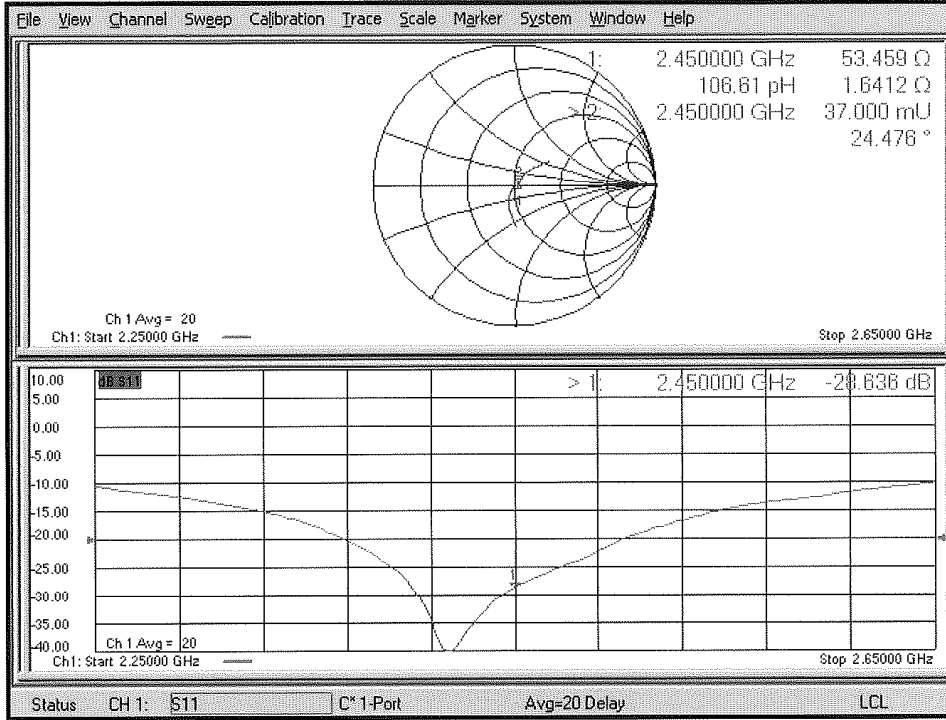 File View Channel Sweep Calibration Trace Scale Marker System Window Help
1: 2.450000 GHz 53.459 Ω
106.61 pH 1.6412 Ω
> 2: 2.450000 GHz 37.000 mU
24.476 °
Ch 1 Avg = 20
Ch1: Start 2.25000 GHz
Stop 2.65000 GHz
10.00
dB S11
> 1: 2.450000 GHz -28.636 dB
5.00
0.00
-5.00
-10.00
-15.00
-20.00
-25.00
1
-30.00
-35.00
-40.00
Ch 1 Avg = 20
Ch1: Start 2.25000 GHz
Stop 2.65000 GHz
Status CH 1: S11 C* 1-Port Avg=20 Delay LCL